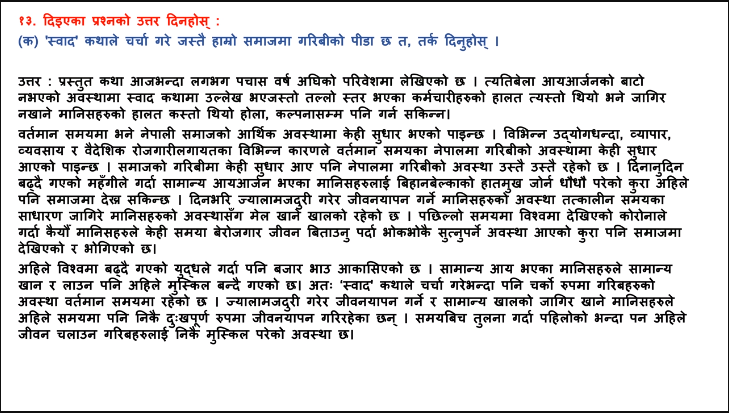 १३. दिइएका प्रश्नको उत्तर दिनहोस् :
(क) 'स्वाद' कथाले चर्चा गरे जस्तै हाम्रो समाजमा गरिबीको पीडा छ त, तर्क दिनुहोस् ।
उत्तर : प्रस्तुत कथा आजभन्दा लगभग पचास वर्ष अघिको परिवेशमा लेखिएको छ । त्यतिबेला आयआर्जनको बाटो
नभएको अवस्थामा स्वाद कथामा उल्लेख भएजस्तो तल्लो स्तर भएका कर्मचारीहरुको हालत त्यस्तो थियो भने जागिर
नखाने मानिसहरुको हालत कस्तो थियो होला, कल्पनासम्म पनि गर्न सकिन्न।
वर्तमान समयमा भने नेपाली समाजको आर्थिक अवस्थामा केही सुधार भएको पाइन्छ । विभिन्न उद्योगधन्दा, व्यापार,
व्यवसाय र वैदेशिक रोजगारीलगायतका विभिन्न कारणले वर्तमान समयका नेपालमा गरिबीको अवस्थामा केही सुधार
आएको पाइन्छ । समाजको गरिबीमा केही सुधार आए पनि नेपालमा गरिबीको अवस्था उस्तै उस्तै रहेको छ । दिनानुदिन
बढ्दै गएको महँगीले गर्दा सामान्य आयआर्जन भएका मानिसहरुलाई बिहानबेल्काको हातमुख जोर्न धौधौ परेको कुरा अहिले
पनि समाजमा देख्न सकिन्छ । दिनभरि ज्यालामजदुरी गरेर जीवनयापन गर्ने मानिसहरुको अवस्था तत्कालीन समयका
साधारण जागिरे मानिसहरुको अवस्थासँग मेल खाने खालको रहेको छ । पछिल्लो समयमा विश्वमा देखिएको कोरोनाले
गर्दा कैयौँ मानिसहरुले केही समया बेरोजगार जीवन बिताउनु पर्दा भोकभोकै सुत्नुपर्ने अवस्था आएको कुरा पनि समाजमा
देखिएको र भोगिएको छ।
अहिले विश्वमा बढ्दै गएको युद्धले गर्दा पनि बजार भाउ आकासिएको छ । सामान्य आय भएका मानिसहरुले सामान्य
खान र लाउन पनि अहिले मुस्किल बन्दै गएको छ। अतः 'स्वाद' कथाले चर्चा गरेभन्दा पनि चर्को रुपमा गरिबहरुको
अवस्था वर्तमान समयमा रहेको छ । ज्यालामजदुरी गरेर जीवनयापन गर्ने र सामान्य खालको जागिर खाने मानिसहरुले
अहिले समयमा पनि निकै दुःखपूर्ण रुपमा जीवनयापन गरिरहेका छन् । समयबिच तुलना गर्दा पहिलोको भन्दा पन अहिले
जीवन चलाउन गरिबहरुलाई निकै मुस्किल परेको अवस्था छ।